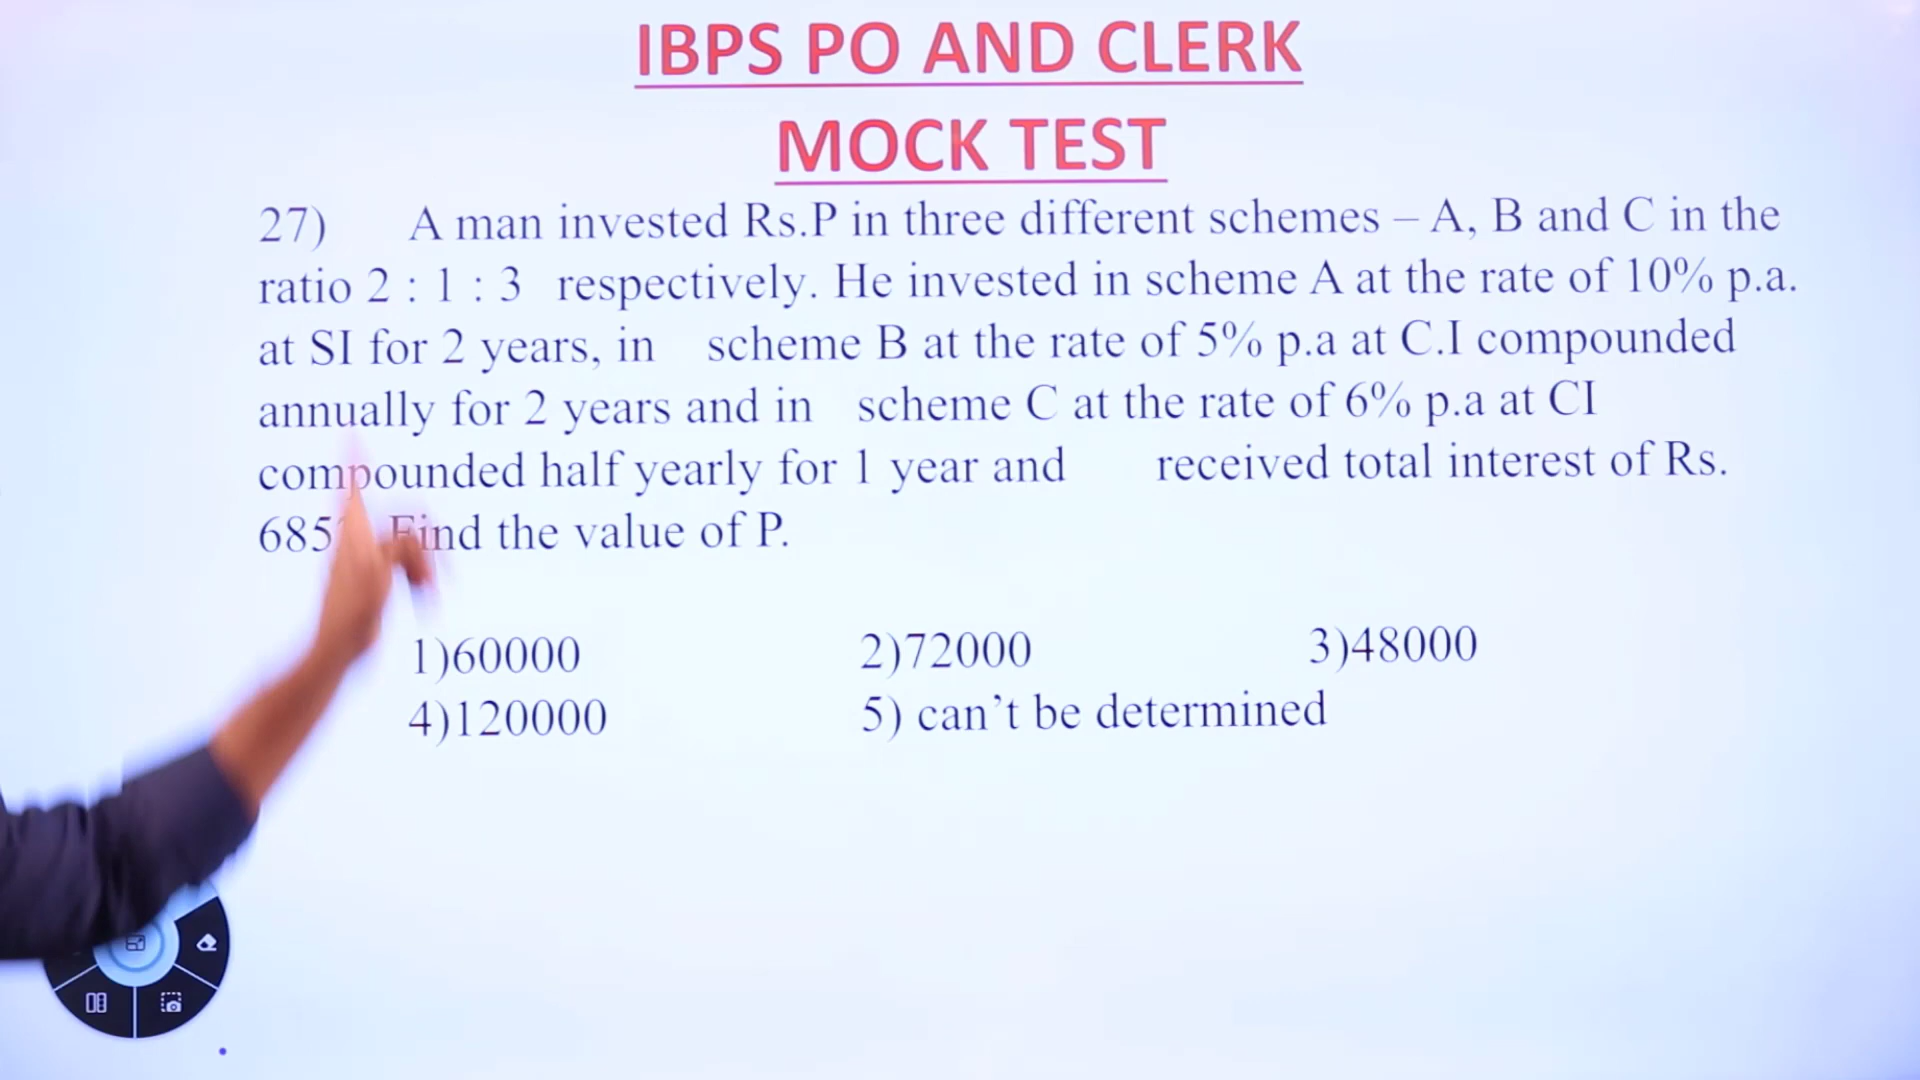 IBPS PO AND CLERK
MOCK TEST
27) A man invested Rs.P in three different schemes – A, B and C in the
ratio 2 : 1 : 3 respectively. He invested in scheme A at the rate of 10% p.a.
at SI for 2 years, in scheme B at the rate of 5% p.a at C.I compounded
annually for 2 years and in scheme C at the rate of 6% p.a at CI
compounded half yearly for 1 year and received total interest of Rs.
Find the value of P.
1)60000 2)72000 3)48000
4)120000 5) can’t be determined